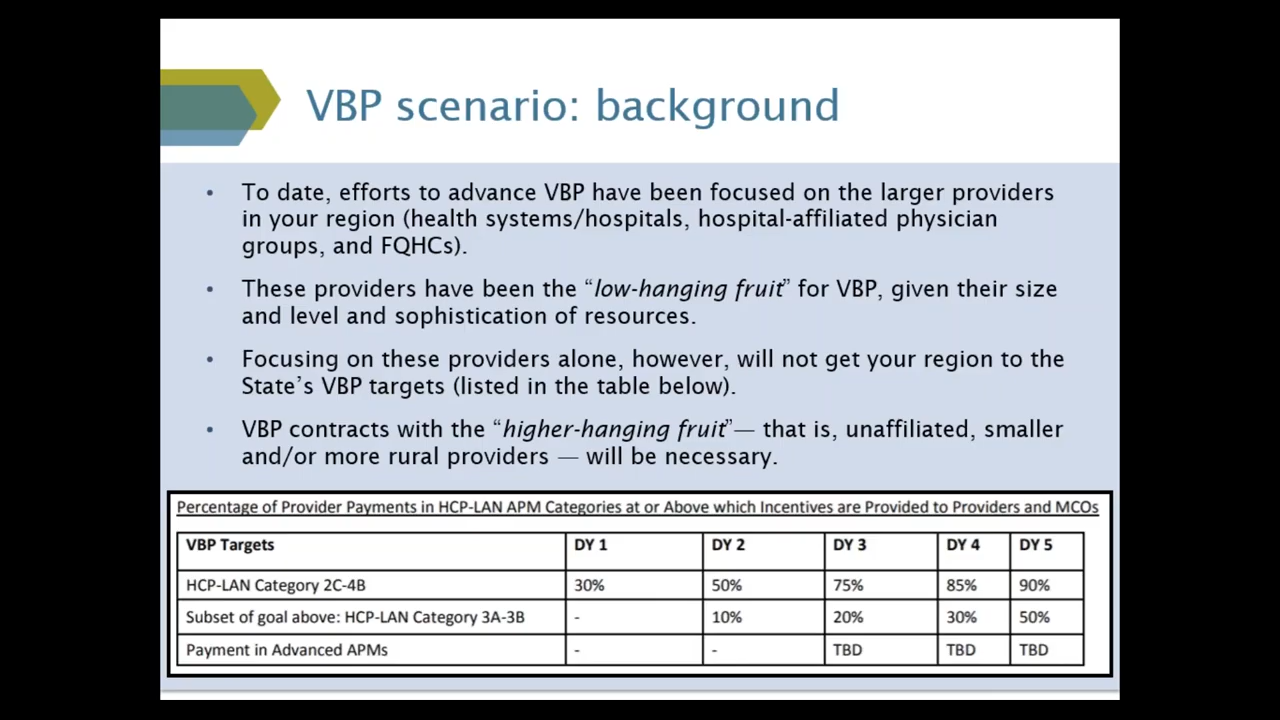 VBP scenario: background
• To date, efforts to advance VBP have been focused on the larger providers
in your region (health systems/hospitals, hospital-affiliated physician
groups, and FQHCs).
• These providers have been the “low-hanging fruit” for VBP, given their size
and level and sophistication of resources.
• Focusing on these providers alone, however, will not get your region to the
State’s VBP targets (listed in the table below).
• VBP contracts with the “higher-hanging fruit”— that is, unaffiliated, smaller
and/or more rural providers — will be necessary.
Percentage of Provider Payments in HCP-LAN APM Categories at or Above which Incentives are Provided to Providers and MCOs
VBP Targets DY 1 DY 2 DY 3 DY 4 DY 5
HCP-LAN Category 2C-4B 30% 50% 75% 85% 90%
Subset of goal above: HCP-LAN Category 3A-3B - 10% 20% 30% 50%
Payment in Advanced APMs - - TBD TBD TBD